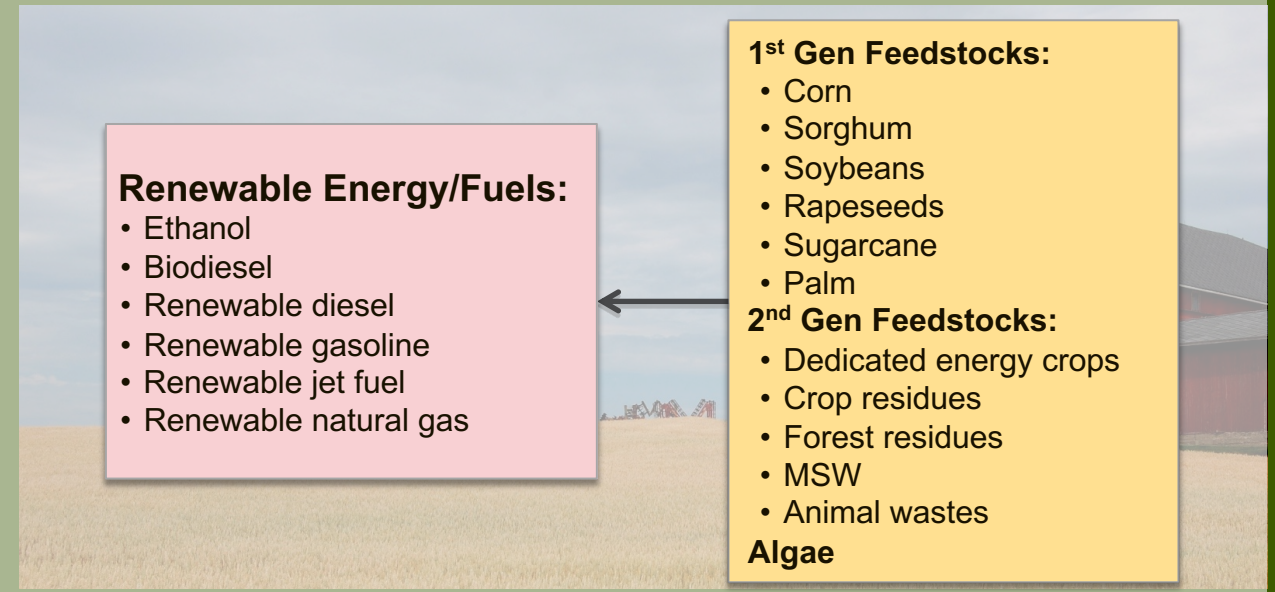 Renewable Energy/Fuels:
• Ethanol
• Biodiesel
• Renewable diesel
• Renewable gasoline
• Renewable jet fuel
• Renewable natural gas
1st Gen Feedstocks:
• Corn
• Sorghum
• Soybeans
• Rapeseeds
• Sugarcane
• Palm
2nd Gen Feedstocks:
• Dedicated energy crops
• Crop residues
• Forest residues
• MSW
• Animal wastes
Algae